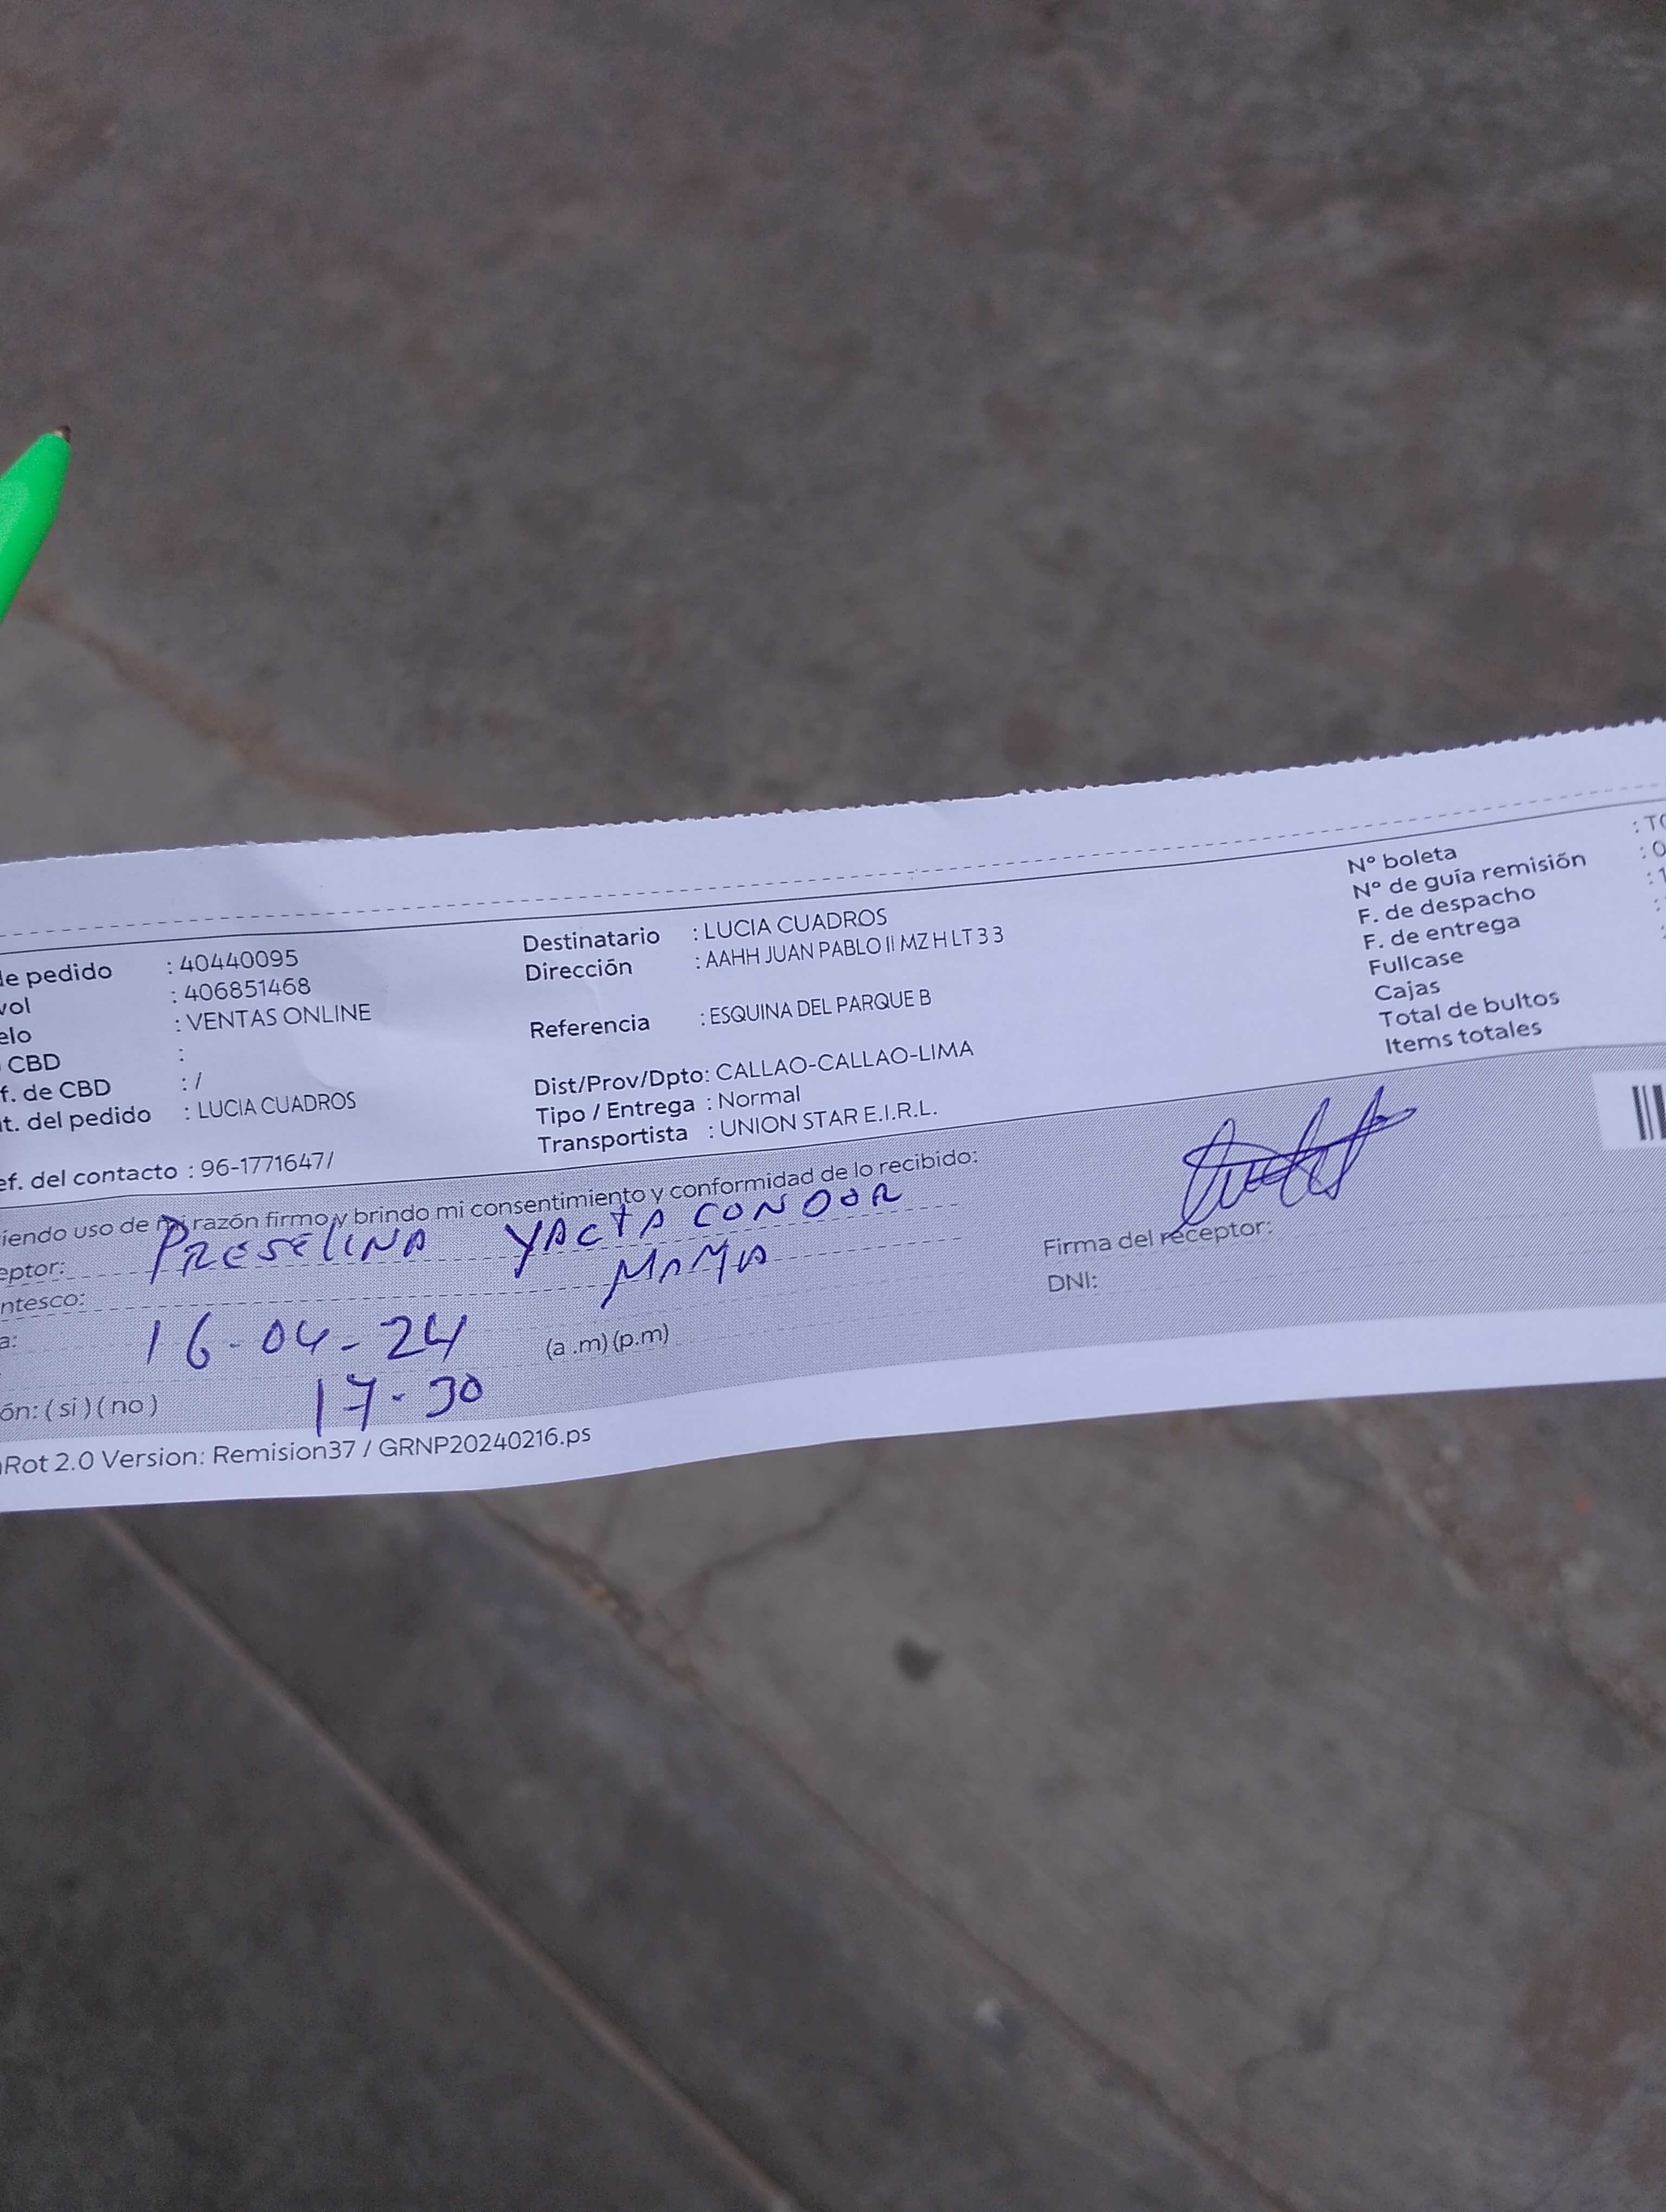 de pedido : 40440095
vol : 406851468
elo : VENTAS ONLINE
CBD :
f. de CBD : /
t. del pedido : LUCIA CUADROS
ef. del contacto : 96-1771647/
Destinatario : LUCIA CUADROS
Dirección : AAHH JUAN PABLO II MZ H LT 3 3
Referencia : ESQUINA DEL PARQUE B
Dist/Prov/Dpto: CALLAO-CALLAO-LIMA
Tipo / Entrega : Normal
Transportista : UNION STAR E.I.R.L.
N° boleta : TC
N° de guía remisión : 0
F. de despacho : 1
F. de entrega :
Fullcase :
Cajas
Total de bultos
Items totales
iendo uso de mi razón firmo y brindo mi consentimiento y conformidad de lo recibido:
eptor: PRESELINA YACTA CONDOR
ntesco: MAMA
a: 16-04-24 (a .m) (p.m)
17-30
ón: ( si ) ( no )
Firma del receptor:
DNI:
Rot 2.0 Version: Remision37 / GRNP20240216.ps